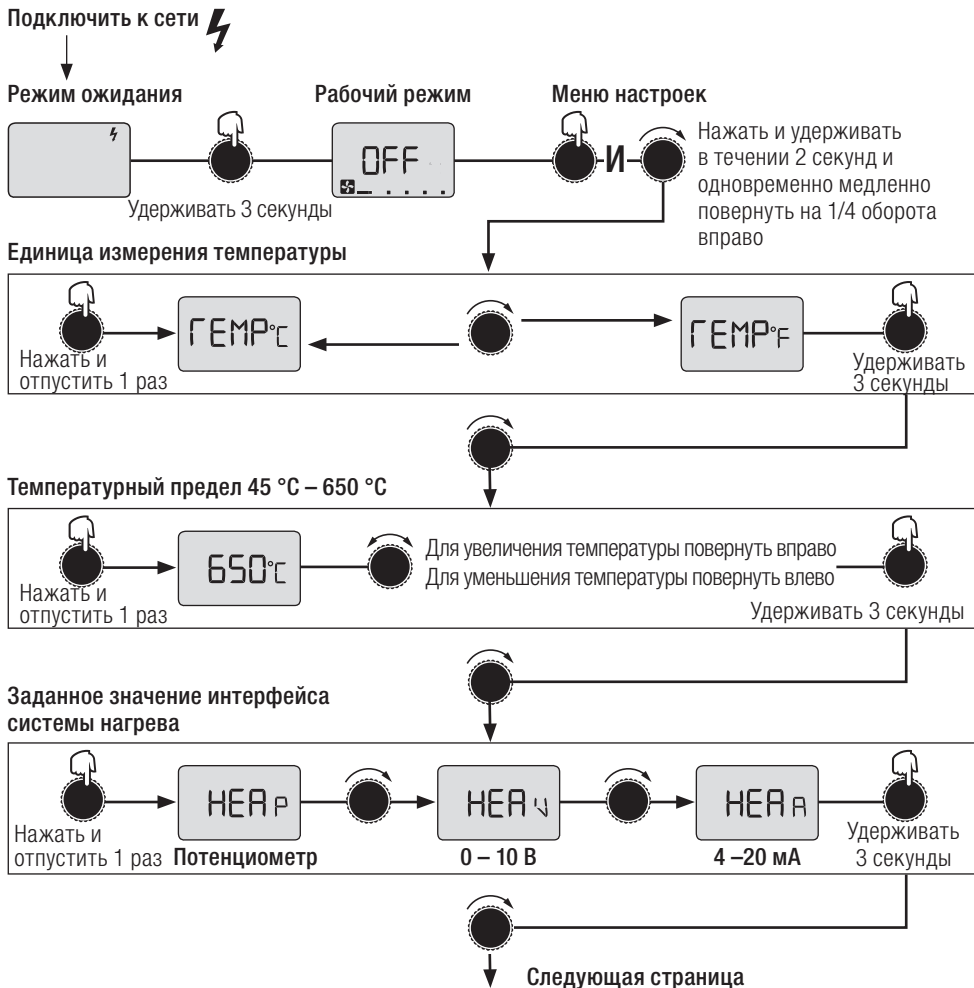 Подключить к сети
Режим ожидания
Рабочий режим
Меню настроек
OFF
И
Нажать и удерживать
в течении 2 секунд и
одновременно медленно
повернуть на 1/4 оборота
вправо
Удерживать 3 секунды
Единица измерения температуры
TEMP°C
TEMP°F
Нажать и
отпустить 1 раз
Удерживать
3 секунды
Температурный предел 45 °C – 650 °C
650°C
Для увеличения температуры повернуть вправо
Для уменьшения температуры повернуть влево
Нажать и
отпустить 1 раз
Удерживать 3 секунды
Заданное значение интерфейса
системы нагрева
HEA P
HEA V
HEA A
Нажать и
отпустить 1 раз
Потенциометр
0 – 10 В
4 –20 мА
Удерживать
3 секунды
Следующая страница